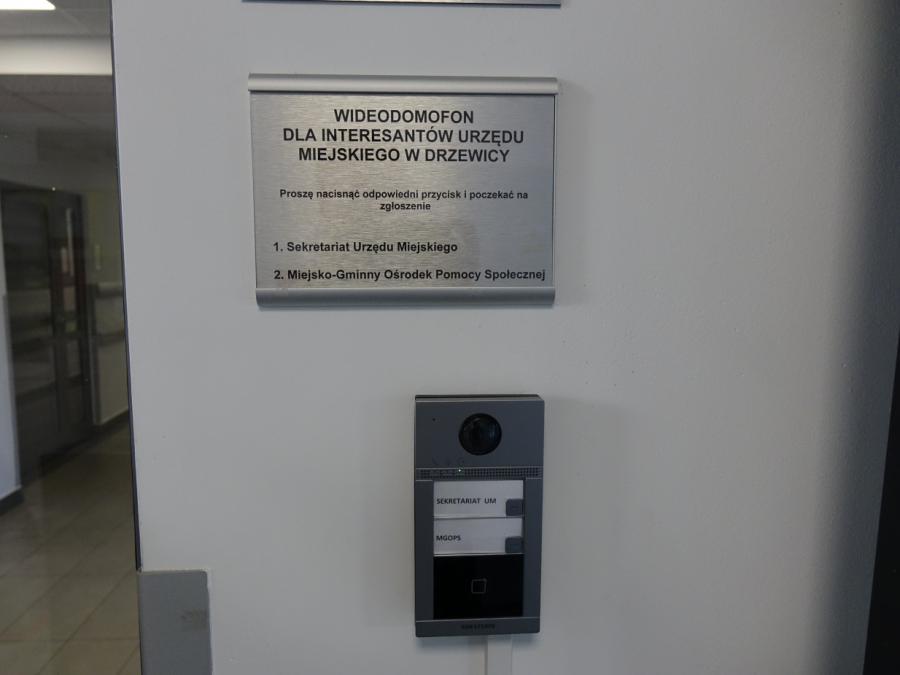 WIDEODOMOFON
DLA INTERESANTÓW URZĘDU
MIEJSKIEGO W DRZEWICY
Proszę nacisnąć odpowiedni przycisk i poczekać na
zgłoszenie
1. Sekretariat Urzędu Miejskiego
2. Miejsko-Gminny Ośrodek Pomocy Społecznej
SEKRETARIAT UM
MGOPS